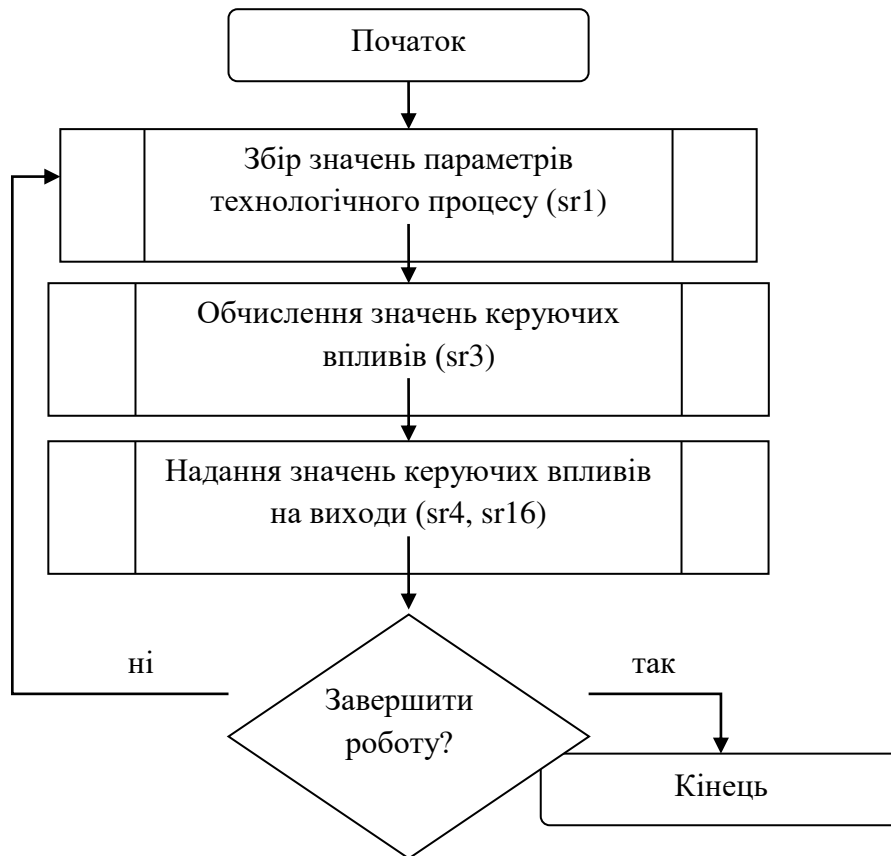 Початок
Збір значень параметрів
технологічного процесу (sr1)
Обчислення значень керуючих
впливів (sr3)
Надання значень керуючих впливів
на виходи (sr4, sr16)
ні
так
Завершити
роботу?
Кінець